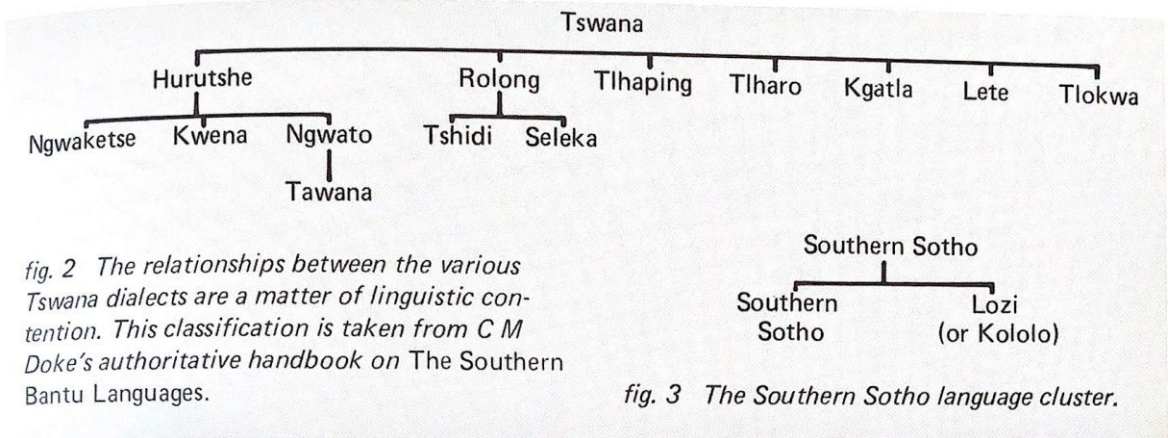 Tswana
Hurutshe Rolong Tlhaping Tlharo Kgatla Lete Tlokwa
Ngwaketse Kwena Ngwato Tshidi Seleka
Tawana
fig. 2 The relationships between the various
Tswana dialects are a matter of linguistic con-
tention. This classification is taken from C M
Doke's authoritative handbook on The Southern
Bantu Languages.
Southern Sotho
Southern
Sotho
Lozi
(or Kololo)
fig. 3 The Southern Sotho language cluster.